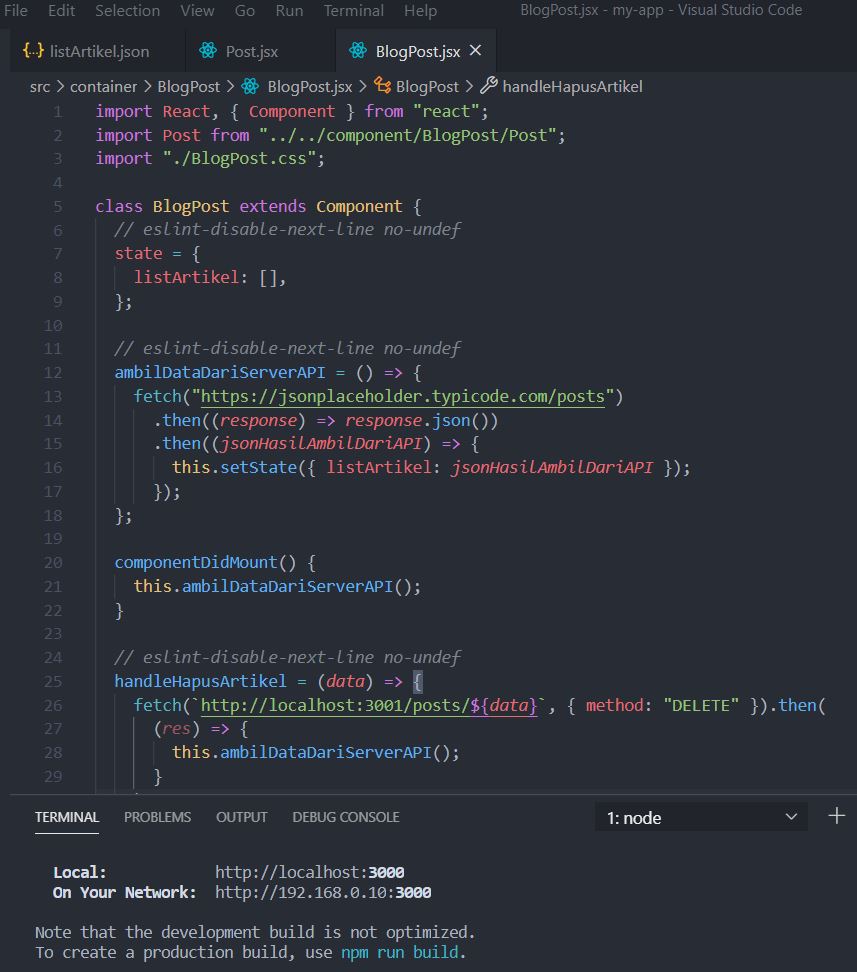 File Edit Selection View Go Run Terminal Help BlogPost.jsx - my-app - Visual Studio Code
{..} listArtikel.json Post.jsx BlogPost.jsx ×
src > container > BlogPost > BlogPost.jsx > BlogPost > handleHapusArtikel
1 import React, { Component } from "react";
2 import Post from "../../component/BlogPost/Post";
3 import "./BlogPost.css";
4
5 class BlogPost extends Component {
6 // eslint-disable-next-line no-undef
7 state = {
8 listArtikel: [],
9 };
10
11 // eslint-disable-next-line no-undef
12 ambilDataDariServerAPI = () => {
13 fetch("https://jsonplaceholder.typicode.com/posts")
14 .then((response) => response.json())
15 .then((jsonHasilAmbilDariAPI) => {
16 this.setState({ listArtikel: jsonHasilAmbilDariAPI });
17 });
18 };
19
20 componentDidMount() {
21 this.ambilDataDariServerAPI();
22 }
23
24 // eslint-disable-next-line no-undef
25 handleHapusArtikel = (data) => {
26 fetch(`http://localhost:3001/posts/${data}`, { method: "DELETE" }).then(
27 (res) => {
28 this.ambilDataDariServerAPI();
29 }
TERMINAL PROBLEMS OUTPUT DEBUG CONSOLE 1: node +
Local: http://localhost:3000
On Your Network: http://192.168.0.10:3000
Note that the development build is not optimized.
To create a production build, use npm run build.